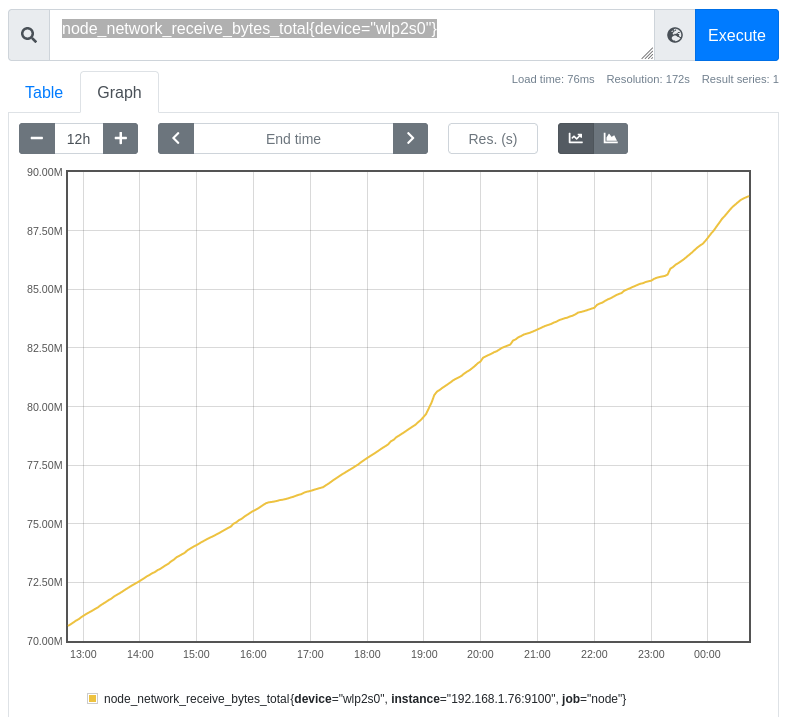 node_network_receive_bytes_total{device="wlp2s0"}
Execute
Load time: 76ms Resolution: 172s Result series: 1
Table Graph
12h End time Res. (s)
90.00M
87.50M
85.00M
82.50M
80.00M
77.50M
75.00M
72.50M
70.00M
13:00 14:00 15:00 16:00 17:00 18:00 19:00 20:00 21:00 22:00 23:00 00:00
node_network_receive_bytes_total{device="wlp2s0", instance="192.168.1.76:9100", job="node"}